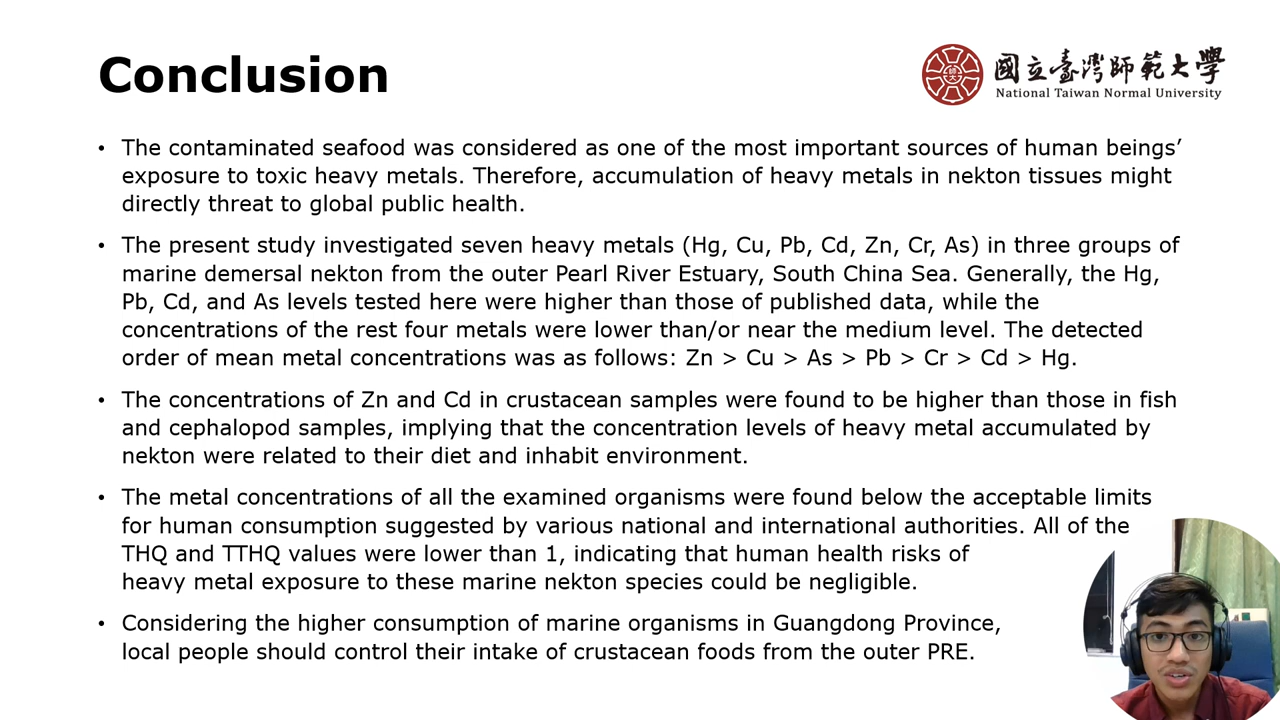 Conclusion
國立臺灣師範大學
National Taiwan Normal University
• The contaminated seafood was considered as one of the most important sources of human beings’
exposure to toxic heavy metals. Therefore, accumulation of heavy metals in nekton tissues might
directly threat to global public health.
• The present study investigated seven heavy metals (Hg, Cu, Pb, Cd, Zn, Cr, As) in three groups of
marine demersal nekton from the outer Pearl River Estuary, South China Sea. Generally, the Hg,
Pb, Cd, and As levels tested here were higher than those of published data, while the
concentrations of the rest four metals were lower than/or near the medium level. The detected
order of mean metal concentrations was as follows: Zn > Cu > As > Pb > Cr > Cd > Hg.
• The concentrations of Zn and Cd in crustacean samples were found to be higher than those in fish
and cephalopod samples, implying that the concentration levels of heavy metal accumulated by
nekton were related to their diet and inhabit environment.
• The metal concentrations of all the examined organisms were found below the acceptable limits
for human consumption suggested by various national and international authorities. All of the
THQ and TTHQ values were lower than 1, indicating that human health risks of
heavy metal exposure to these marine nekton species could be negligible.
• Considering the higher consumption of marine organisms in Guangdong Province,
local people should control their intake of crustacean foods from the outer PRE.